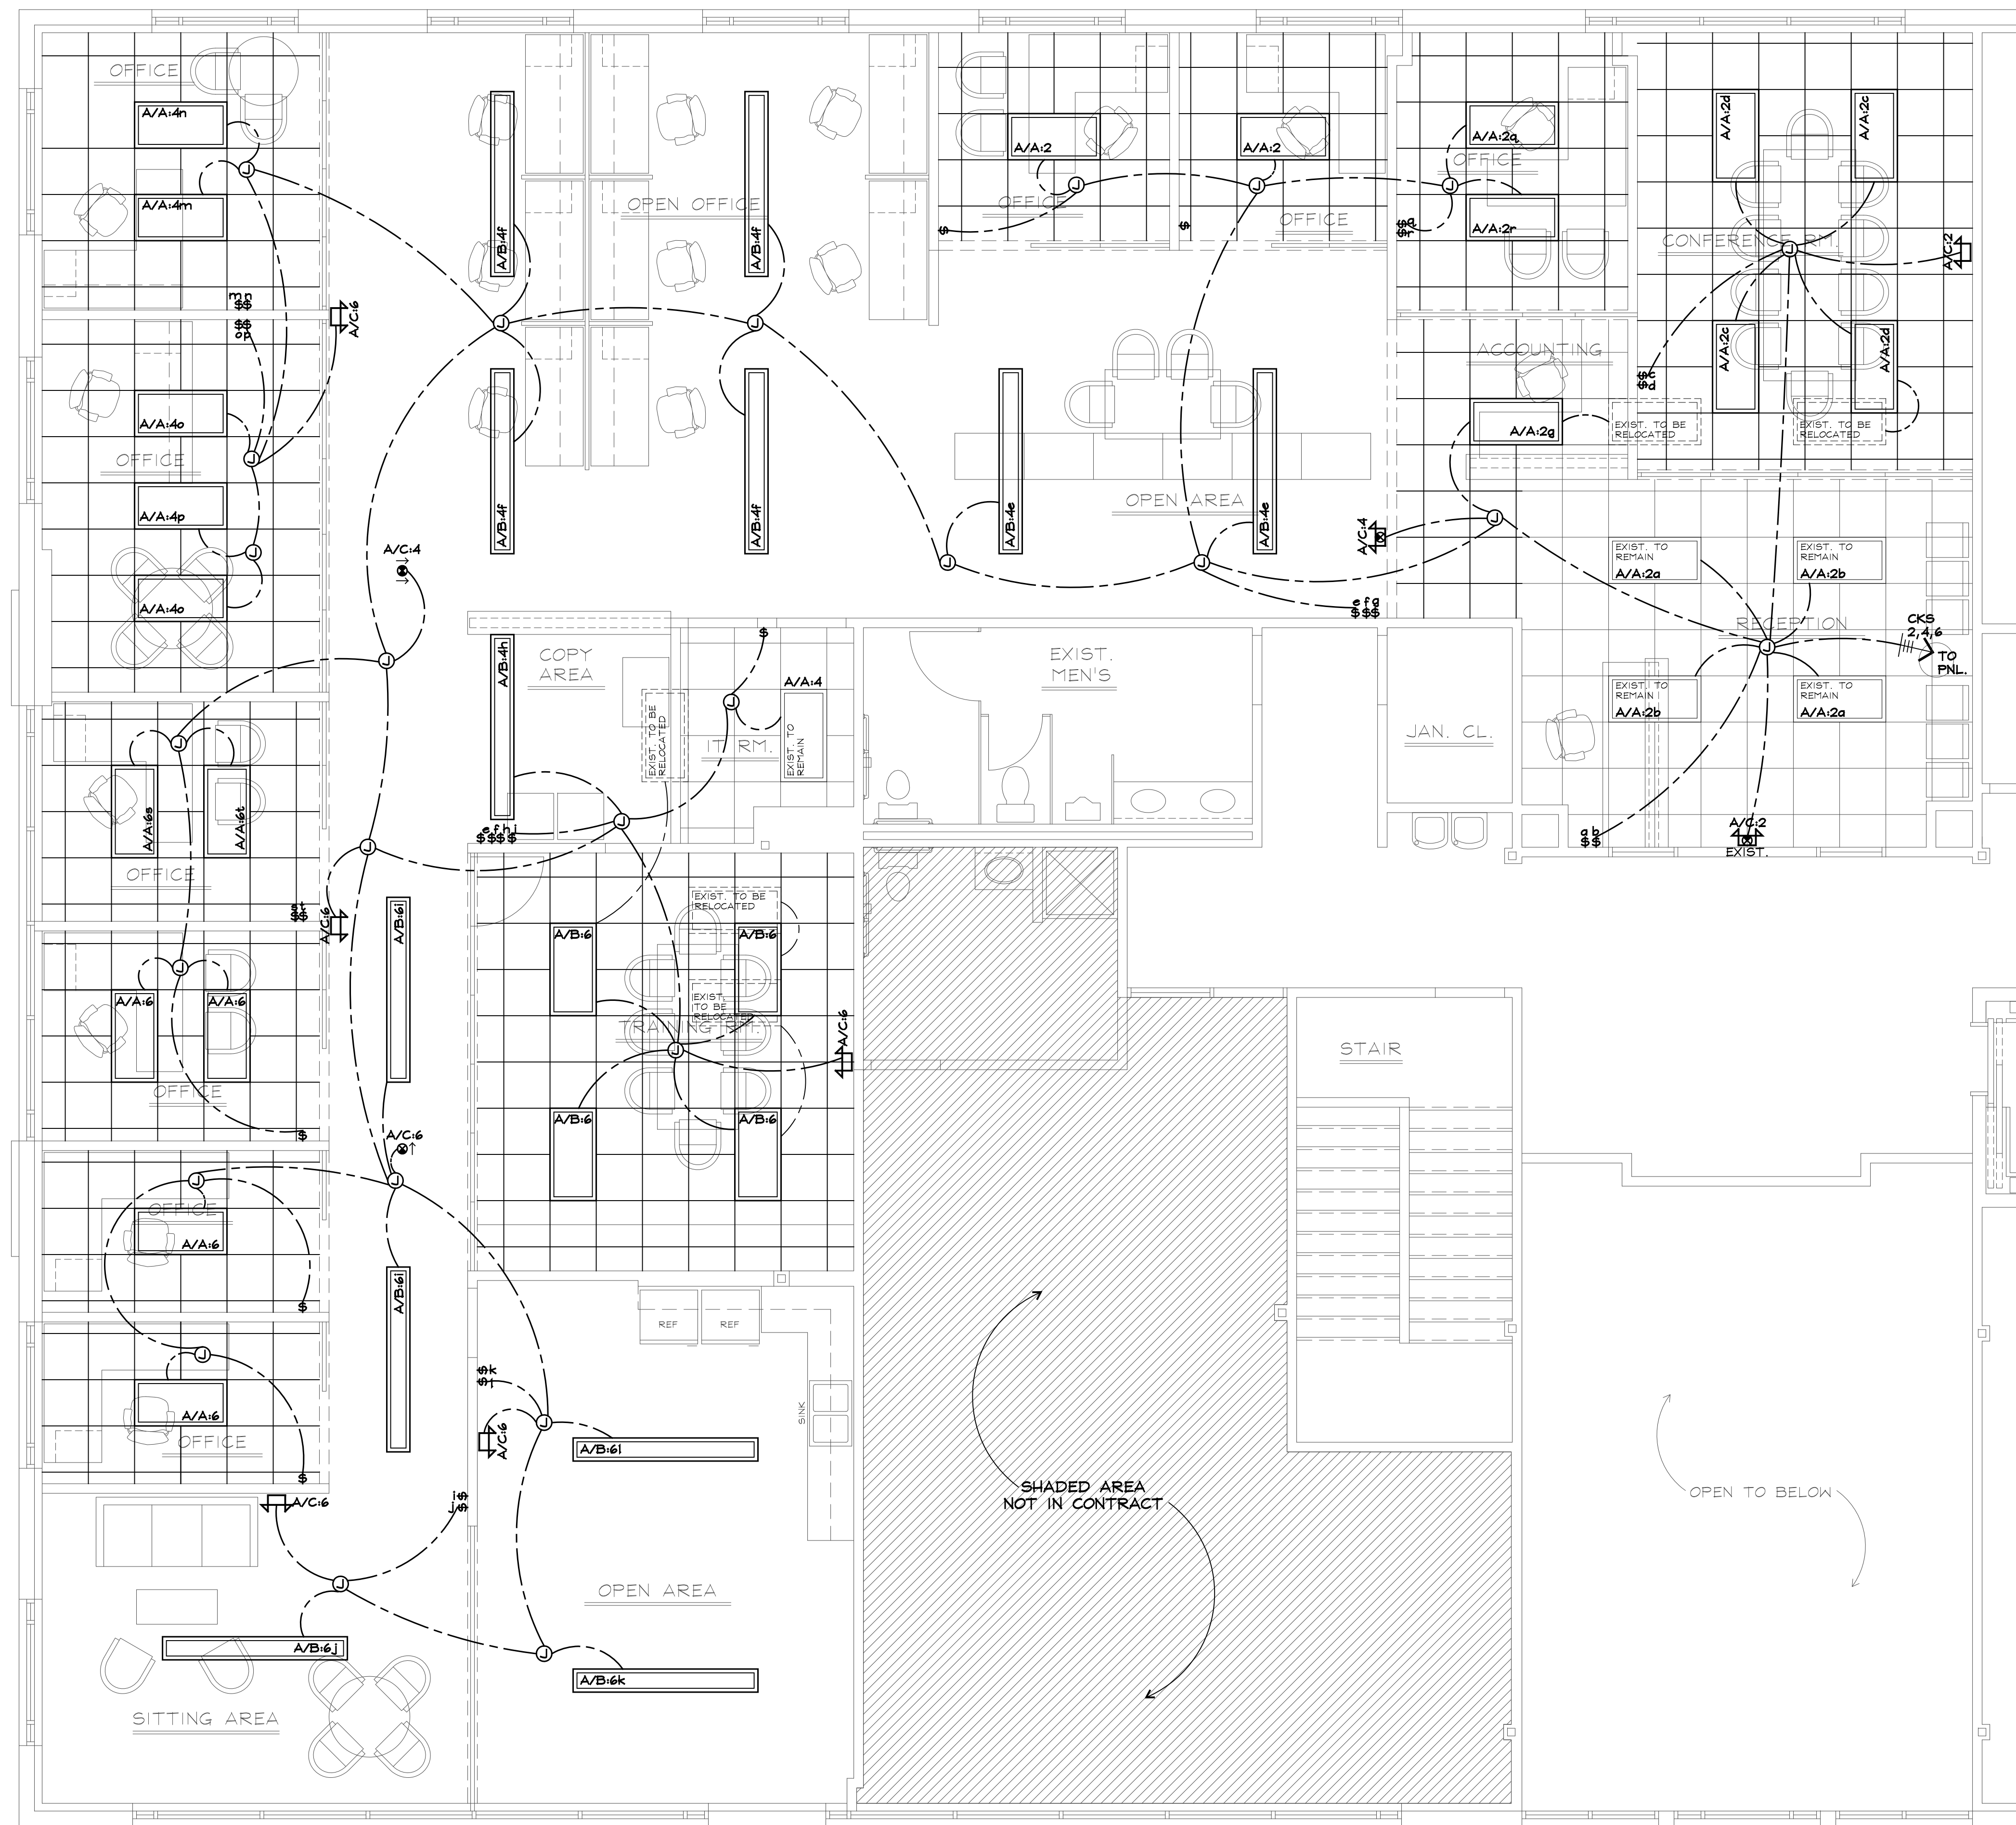 OFFICE
A/A:4n
A/A:4m
mn
$$
$$
op
A/C:6
A/A:4o
OFFICE
A/A:4p
A/A:4o
OPEN OFFICE
A/B:4f
A/B:4f
A/B:4f
A/B:4f
A/C:4
A/A:2
OFFICE
$
A/A:2
OFFICE
$
A/A:2q
OFFICE
A/A:2r
$q
$r
A/A:2d
A/A:2c
CONFERENCE RM.
A/C:2
A/A:2c
A/A:2d
$c
$d
EXIST. TO BE
RELOCATED
EXIST. TO BE
RELOCATED
ACCOUNTING
A/A:2g
OPEN AREA
A/B:4e
A/B:4e
A/C:4
efg
$$$
EXIST. TO
REMAIN
A/A:2a
EXIST. TO
REMAIN
A/A:2b
RECEPTION
CKS
2,4,6
TO
PNL.
EXIST. TO
REMAIN
A/A:2b
EXIST. TO
REMAIN
A/A:2a
ab
$$
A/C:2
EXIST.
A/B:4h
COPY
AREA
EXIST. TO BE
RELOCATED
IT RM.
$
A/A:4
EXIST. TO
REMAIN
efhi
$$$$
EXIST.
MEN'S
JAN. CL.
A/A:6s
A/A:6t
OFFICE
A/C:6
A/A:6
A/A:6
OFFICE
$
A/B:6i
A/C:6
EXIST. TO BE
RELOCATED
A/B:6
A/B:6
EXIST.
TO BE
RELOCATED
TRAINING RM.
A/C:6
A/B:6
A/B:6
STAIR
OFFICE
A/A:6
$
A/B:6i
A/A:6
OFFICE
$
REF
REF
SINK
$k
$l
A/C:6
A/B:6l
A/C:6
i$
j$
OPEN AREA
A/B:6j
A/B:6k
SITTING AREA
SHADED AREA
NOT IN CONTRACT
OPEN TO BELOW